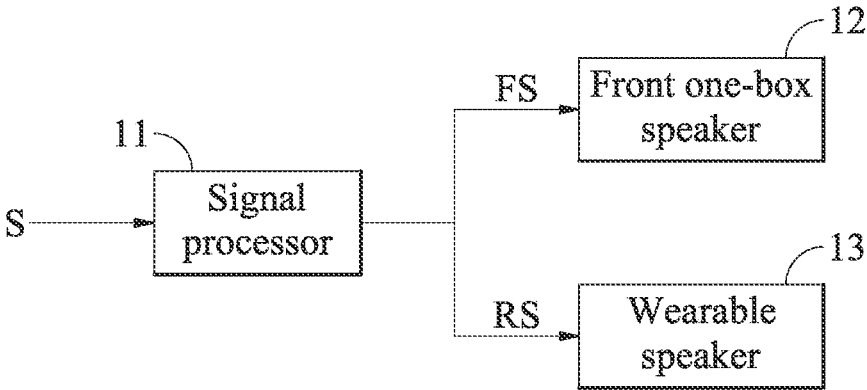 12
FS
Front one-box
speaker
11
S
Signal
processor
13
RS
Wearable
speaker